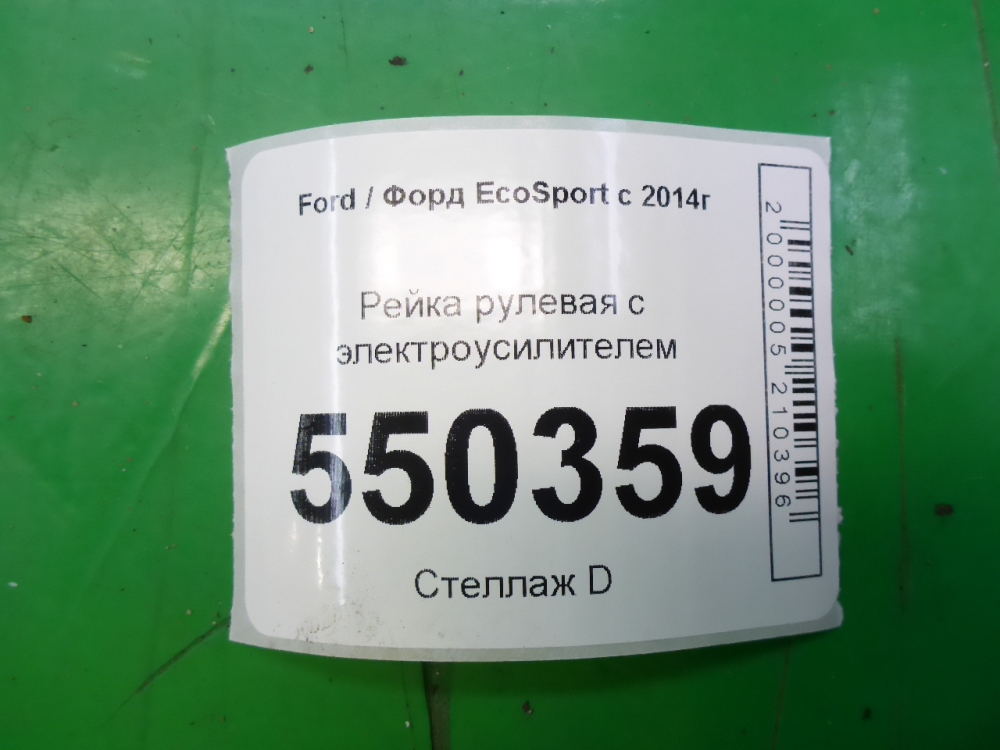 Ford / Форд EcoSport с 2014г
Рейка рулевая с
электроусилителем
550359
Стеллаж D
2000005210396